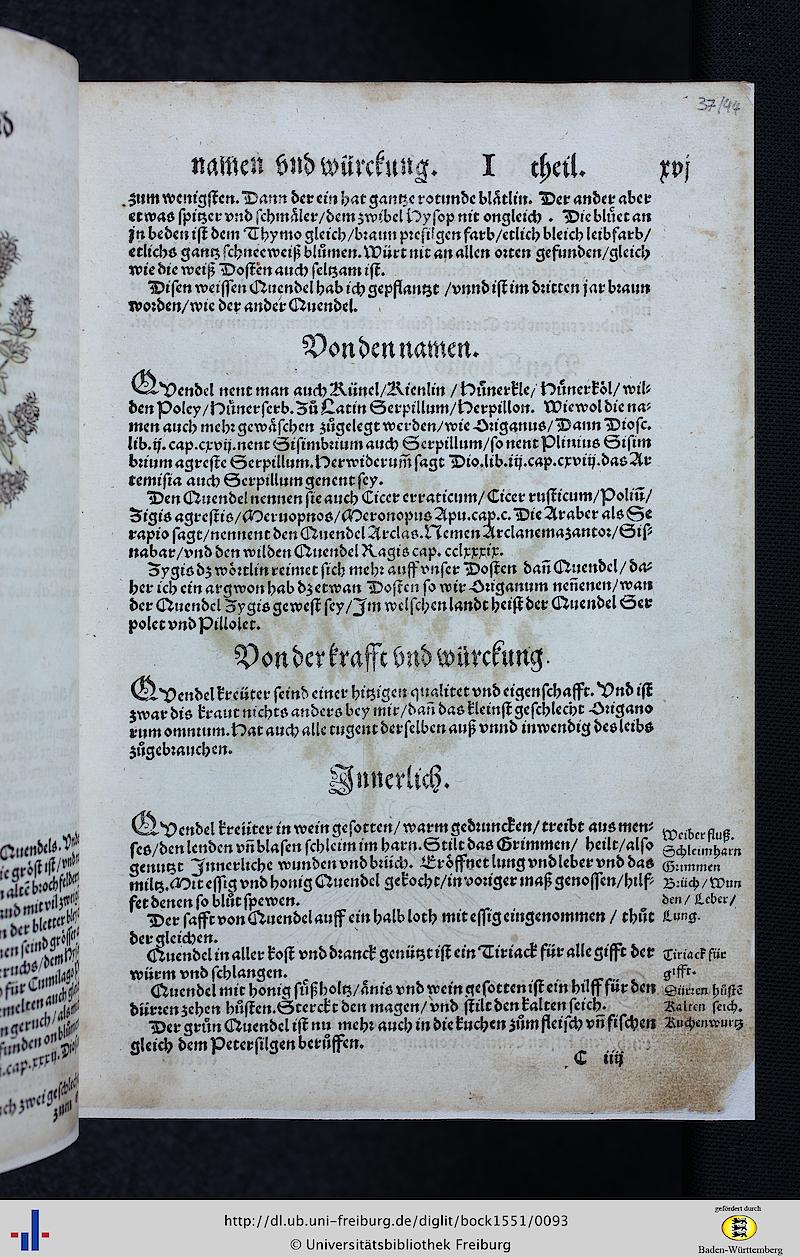 37/44
namen vnd würckung. I theil. xvj
zum wenigsten. Dann der ein hat gantze rotunde blätlin. Der ander aber
etwas spitzer vnd schmäler/dem zwibel Hysop nit ongleich. Die blüet an
jn beden ist dem Thymo gleich/braun presilgen farb/etlich bleich leibfarb/
etlichs gantz schneeweiß blůmen. Würt nit an allen orten gefunden/gleich
wie die weiß Dosten auch seltzam ist.
Disen weissen Quendel hab ich gepflantzt /vnnd ist im dritten jar braun
worden/wie der ander Quendel.
Von den namen.
QVendel nent man auch Künel/Kienlin /Hünerkle/ Hünerköl/ wil-
den Poley/Hünerserb. Zů Latin Serpillum/Herpillon. Wiewol die na-
men auch mehr gewäschen zůgelegt werden/wie Origanus/Dann Diosc.
lib.ij. cap.cxvij.nent Sisimbrium auch Serpillum/so nent Plinius Sisim
brium agreste Serpillum. Herwiderum̃ sagt Dio.lib.iij.cap.cxviij.das Ar
temisia auch Serpillum genent sey.
Den Quendel nennen sie auch Cicer erraticum/ Cicer rusticum/Poliũ/
Zigis agrestis/Meruopnos/Meronopus Apu.cap.c. Die Araber als Se
rapio sagt/nennent den Quendel Arclas. Nemen Arclanemazantor/Sis-
nabar/vnd den wilden Quendel Ragis cap. cclxxxix.
Zygis dz wörtlin reimet sich mehr auff vnser Dosten dañ Quendel/ da-
her ich ein argwon hab dz etwan Dosten so wir Origanum neñenen/wan
der Quendel Zygis gewest sey/Im welschen landt heist der Quendel Ser
polet vnd Pillolet.
Von der krafft vnd würckung.
QVendel kreüter seind einer hitzigen qualitet vnd eigenschafft. Vnd ist
zwar dis kraut nichts anders bey mir/dañ das kleinst geschlecht Origano
rum omnium. Hat auch alle tugent derselben auß vnnd inwendig des leibs
zůgebrauchen.
Innerlich.
QVendel kreüter in wein gesotten/ warm gedruncken/ treibt aus men-
ses/den lenden vñ blasen schleim im harn. Stilt das Grimmen/ heilt/also
genutzt Innerliche wunden vnd brüch. Eröffnet lung vnd leber vnd das
miltz. Mit essig vnd honig Quendel gekocht/in voriger maß genossen/hilf-
fet denen so blůt spewen.
Der safft von Quendel auff ein halb loth mit essig eingenommen / thůt
der gleichen.
Quendel in aller kost vnd dranck genützt ist ein Tiriack für alle gifft der
würm vnd schlangen.
Quendel mit honig süßholtz/änis vnd wein gesotten ist ein hilff für den
dürren zehen hůsten. Sterckt den magen/ vnd stilt den kalten seich.
Der grün Quendel ist nu mehr auch in die kuchen zům fleisch vñ fischen
gleich dem Petersilgen berüffen.
C iiij
Weiber fluß.
Schleimharn
Grimmen
Brüch /Wun
den / Leber/
Lung.
Tiriack für
gifft.
Dürren hůstē
Kalten seich.
Kuchenwurtz
http://dl.ub.uni-freiburg.de/diglit/bock1551/0093
© Universitätsbibliothek Freiburg
gefördert durch
Baden-Württemberg